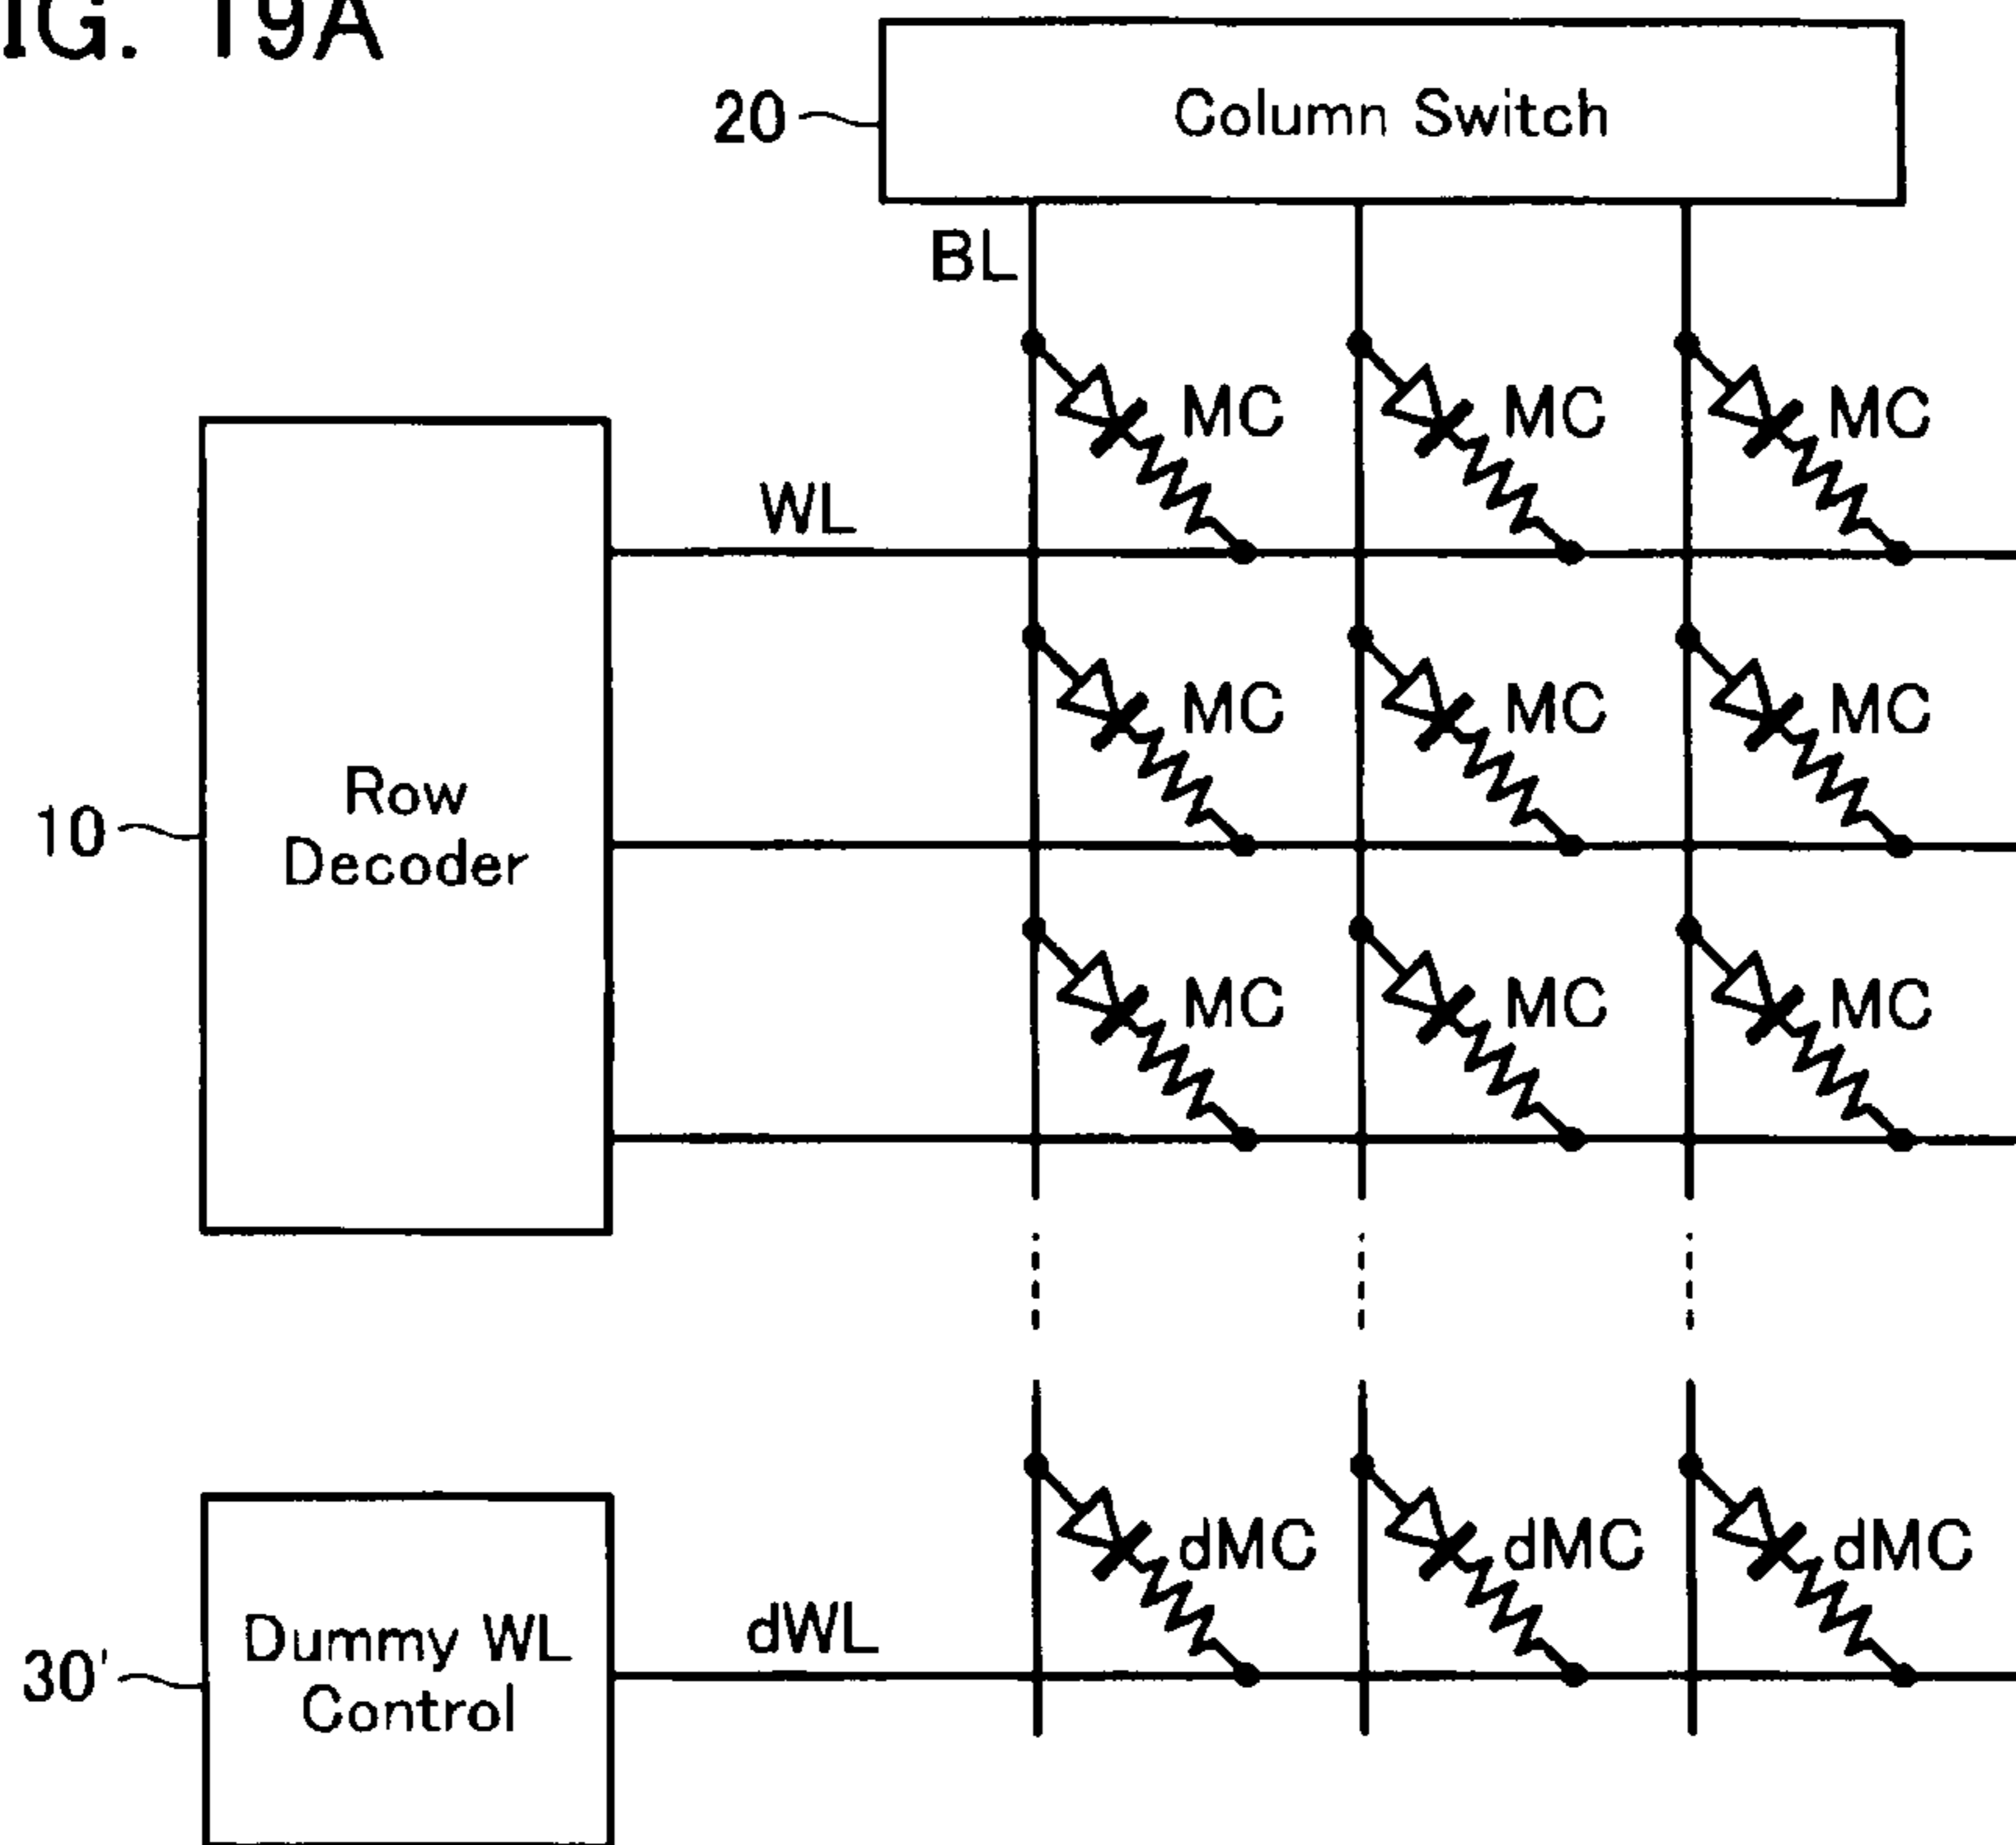 IG. 19A
20
Column Switch
BL
MC MC MC
WL
MC MC MC
10
Row
Decoder
MC MC MC
dMC dMC dMC
30'
Dummy WL
Control
dWL